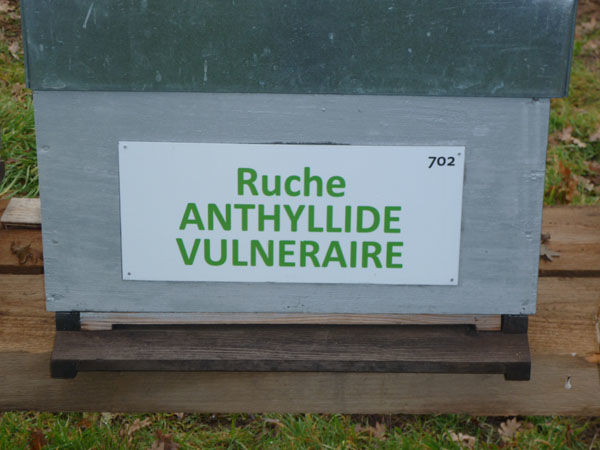 702
Ruche
ANTHYLLIDE
VULNERAIRE